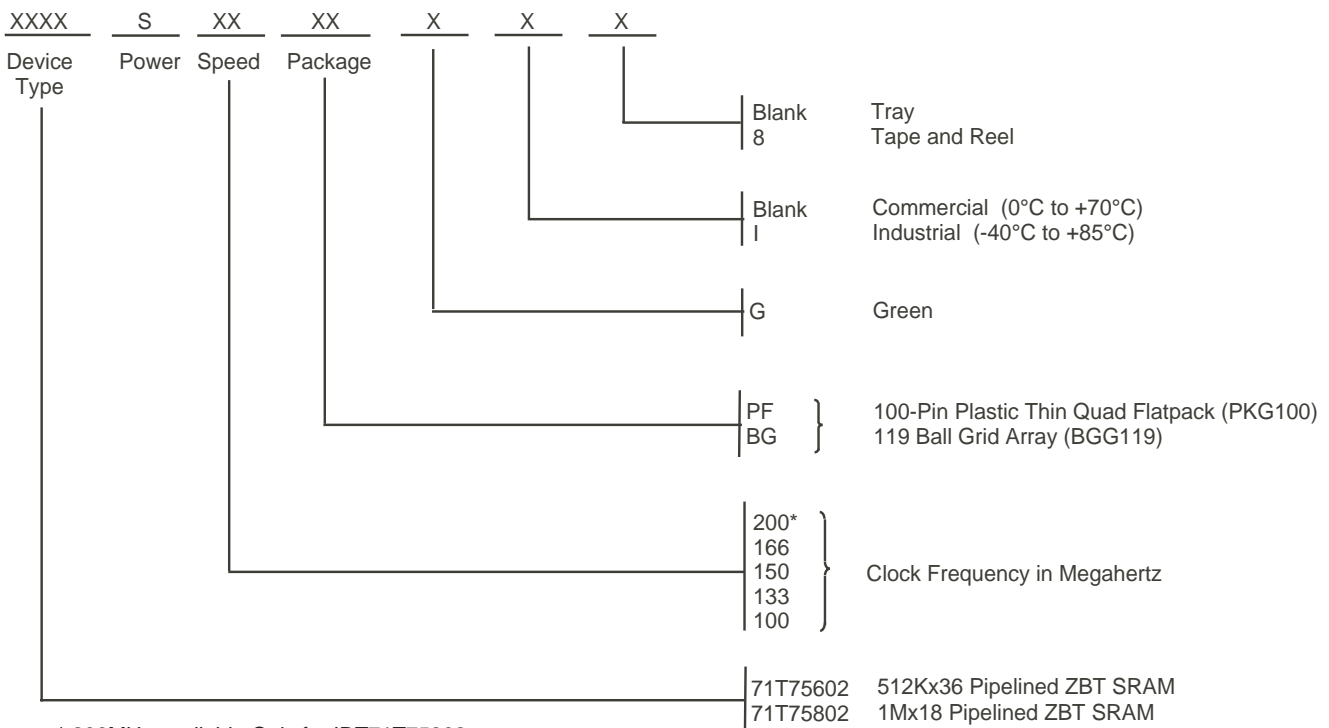 XXXX S XX XX X X X
Device Type Power Speed Package
Blank Tray
8 Tape and Reel
Blank Commercial (0°C to +70°C)
I Industrial (-40°C to +85°C)
G Green
PF 100-Pin Plastic Thin Quad Flatpack (PKG100)
BG 119 Ball Grid Array (BGG119)
200*
166
150 Clock Frequency in Megahertz
133
100
71T75602 512Kx36 Pipelined ZBT SRAM
71T75802 1Mx18 Pipelined ZBT SRAM